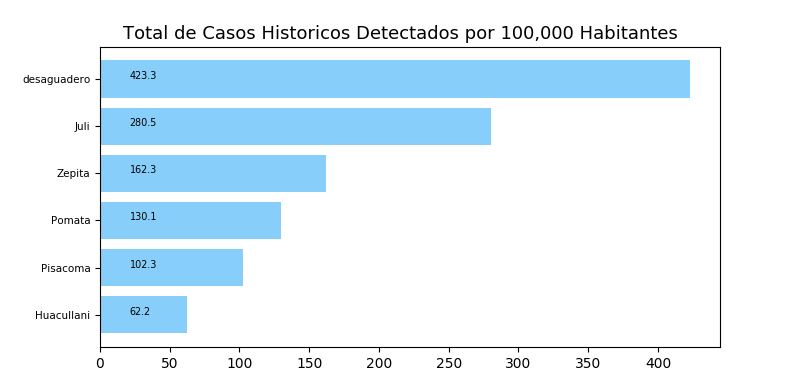 Total de Casos Historicos Detectados por 100,000 Habitantes
desaguadero 423.3
Juli 280.5
Zepita 162.3
Pomata 130.1
Pisacoma 102.3
Huacullani 62.2
0 50 100 150 200 250 300 350 400